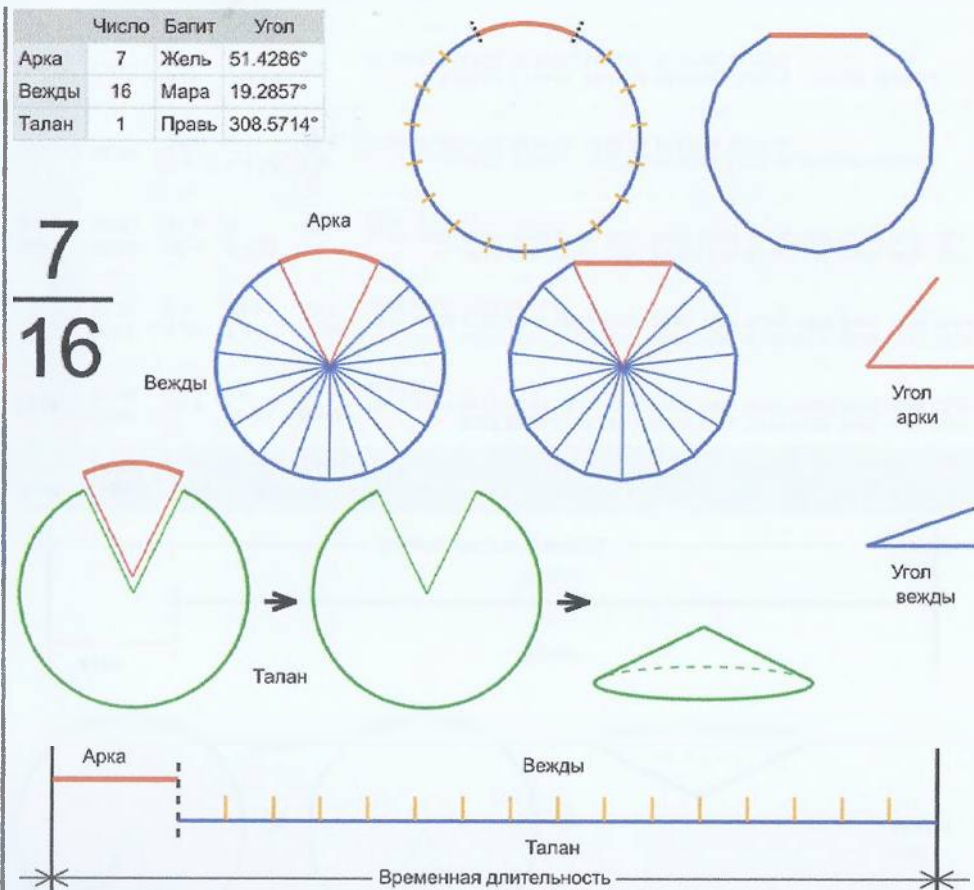 Число Багит Угол
Арка 7 Жель 51.4286°
Вежды 16 Мара 19.2857°
Талан 1 Правь 308.5714°
7
16
Арка
Вежды
Угол
арки
Угол
вежды
Талан
Арка
Вежды
Талан
Временная длительность